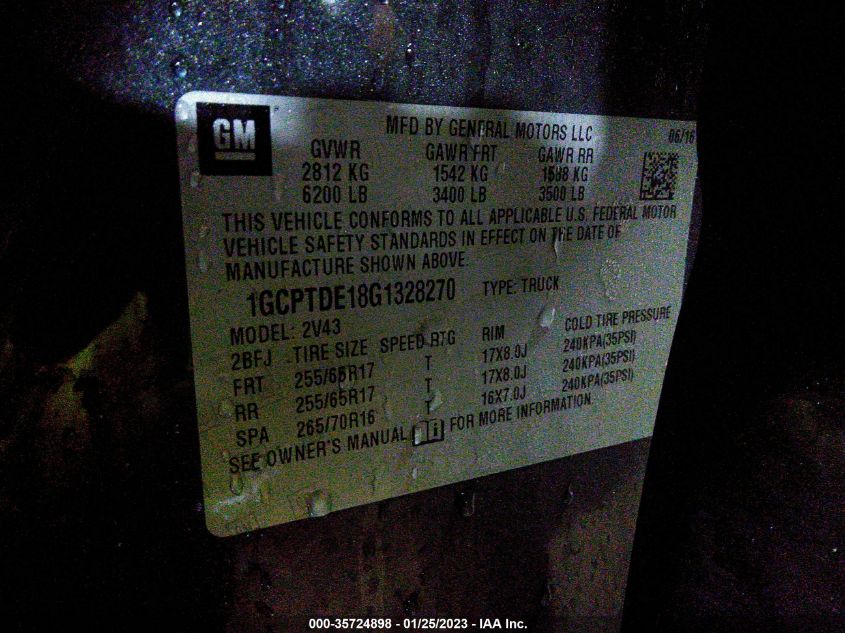 GM
MFD BY GENERAL MOTORS LLC 06/16
GVWR GAWR FRT GAWR RR
2812 KG 1542 KG 1588 KG
6200 LB 3400 LB 3500 LB
THIS VEHICLE CONFORMS TO ALL APPLICABLE U.S. FEDERAL MOTOR
VEHICLE SAFETY STANDARDS IN EFFECT ON THE DATE OF
MANUFACTURE SHOWN ABOVE.
1GCPTDE18G1328270 TYPE: TRUCK
MODEL: 2V43
2BFJ TIRE SIZE SPEED RTG RIM COLD TIRE PRESSURE
FRT 255/65R17 T 17X8.0J 240KPA(35PSI)
RR 255/65R17 T 17X8.0J 240KPA(35PSI)
SPA 265/70R16 T 16X7.0J 240KPA(35PSI)
SEE OWNER'S MANUAL i FOR MORE INFORMATION.
000-35724898 - 01/25/2023 - IAA Inc.